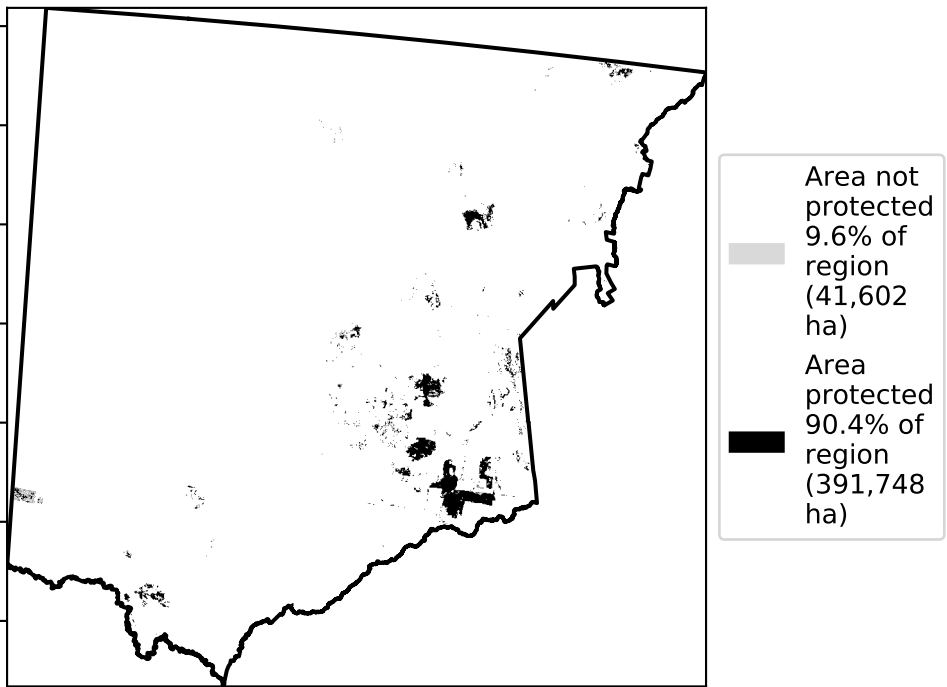 Area not
protected
9.6% of
region
(41,602
ha)
Area
protected
90.4% of
region
(391,748
ha)